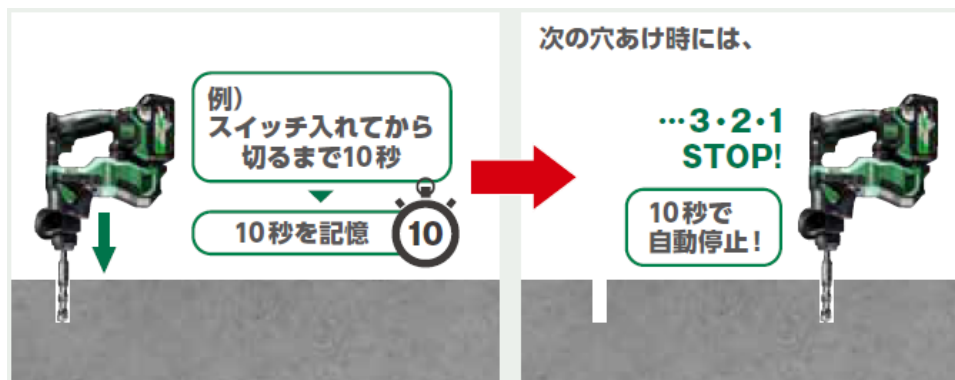 例)
スイッチ入れてから
切るまで10秒
10秒を記憶
10
次の穴あけ時には、
…3・2・1
STOP!
10秒で
自動停止!